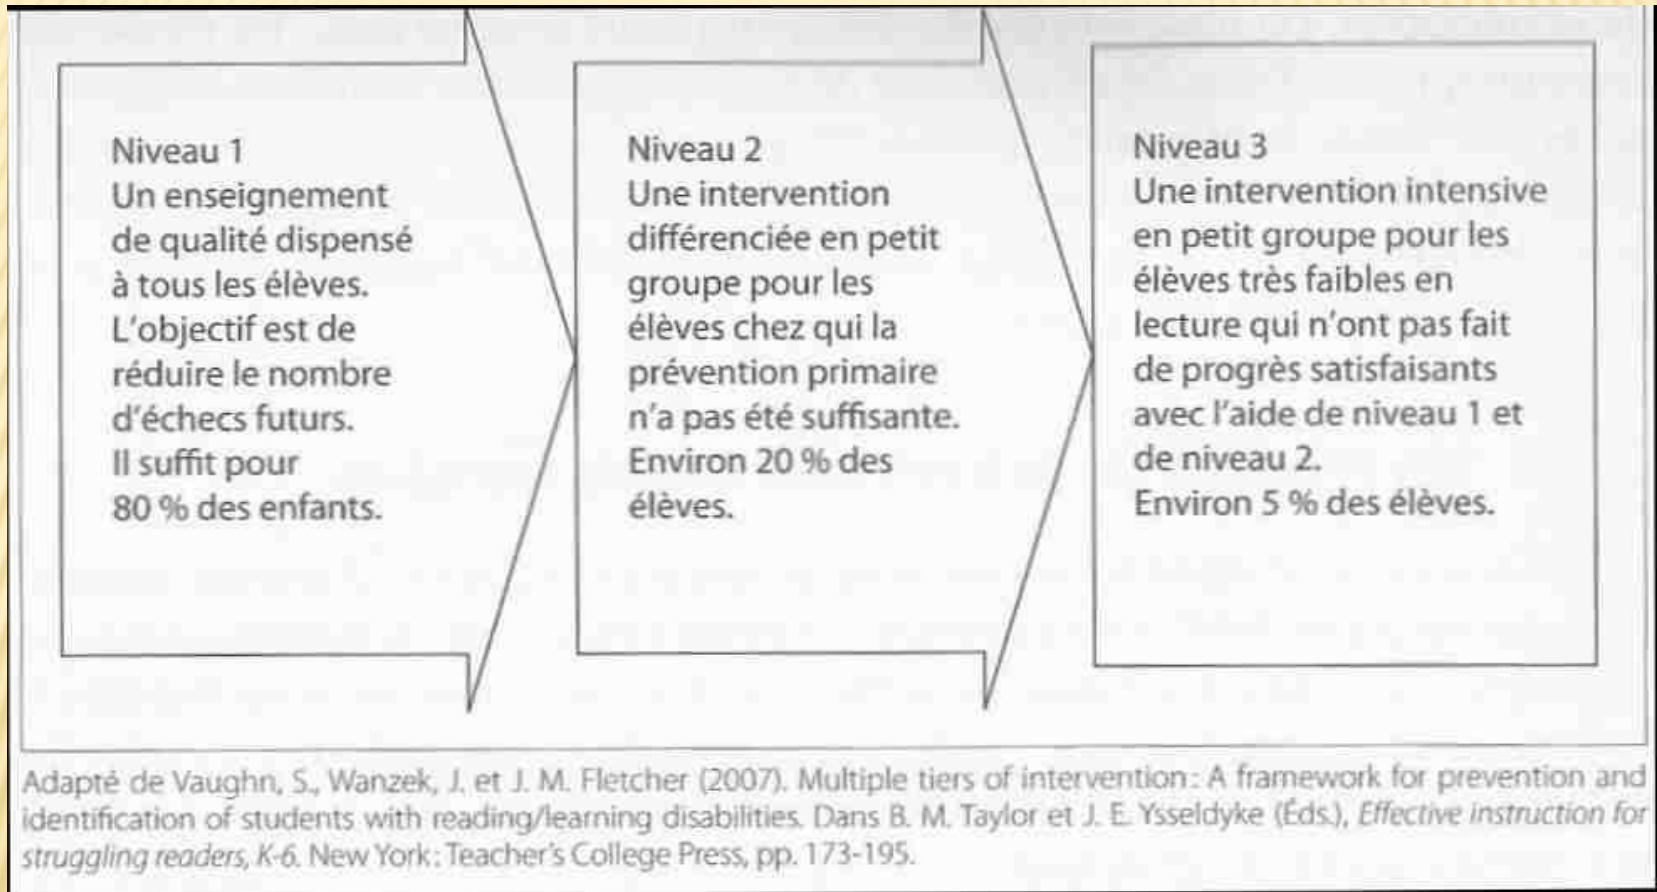 Niveau 1
Un enseignement
de qualité dispensé
à tous les élèves.
L'objectif est de
réduire le nombre
d'échecs futurs.
Il suffit pour
80 % des enfants.
Niveau 2
Une intervention
différenciée en petit
groupe pour les
élèves chez qui la
prévention primaire
n'a pas été suffisante.
Environ 20 % des
élèves.
Niveau 3
Une intervention intensive
en petit groupe pour les
élèves très faibles en
lecture qui n'ont pas fait
de progrès satisfaisants
avec l'aide de niveau 1 et
de niveau 2.
Environ 5 % des élèves.
Adapté de Vaughn, S., Wanzek, J. et J. M. Fletcher (2007). Multiple tiers of intervention: A framework for prevention and
identification of students with reading/learning disabilities. Dans B. M. Taylor et J. E. Ysseldyke (Éds.), Effective instruction for
struggling readers, K-6. New York: Teacher's College Press, pp. 173-195.